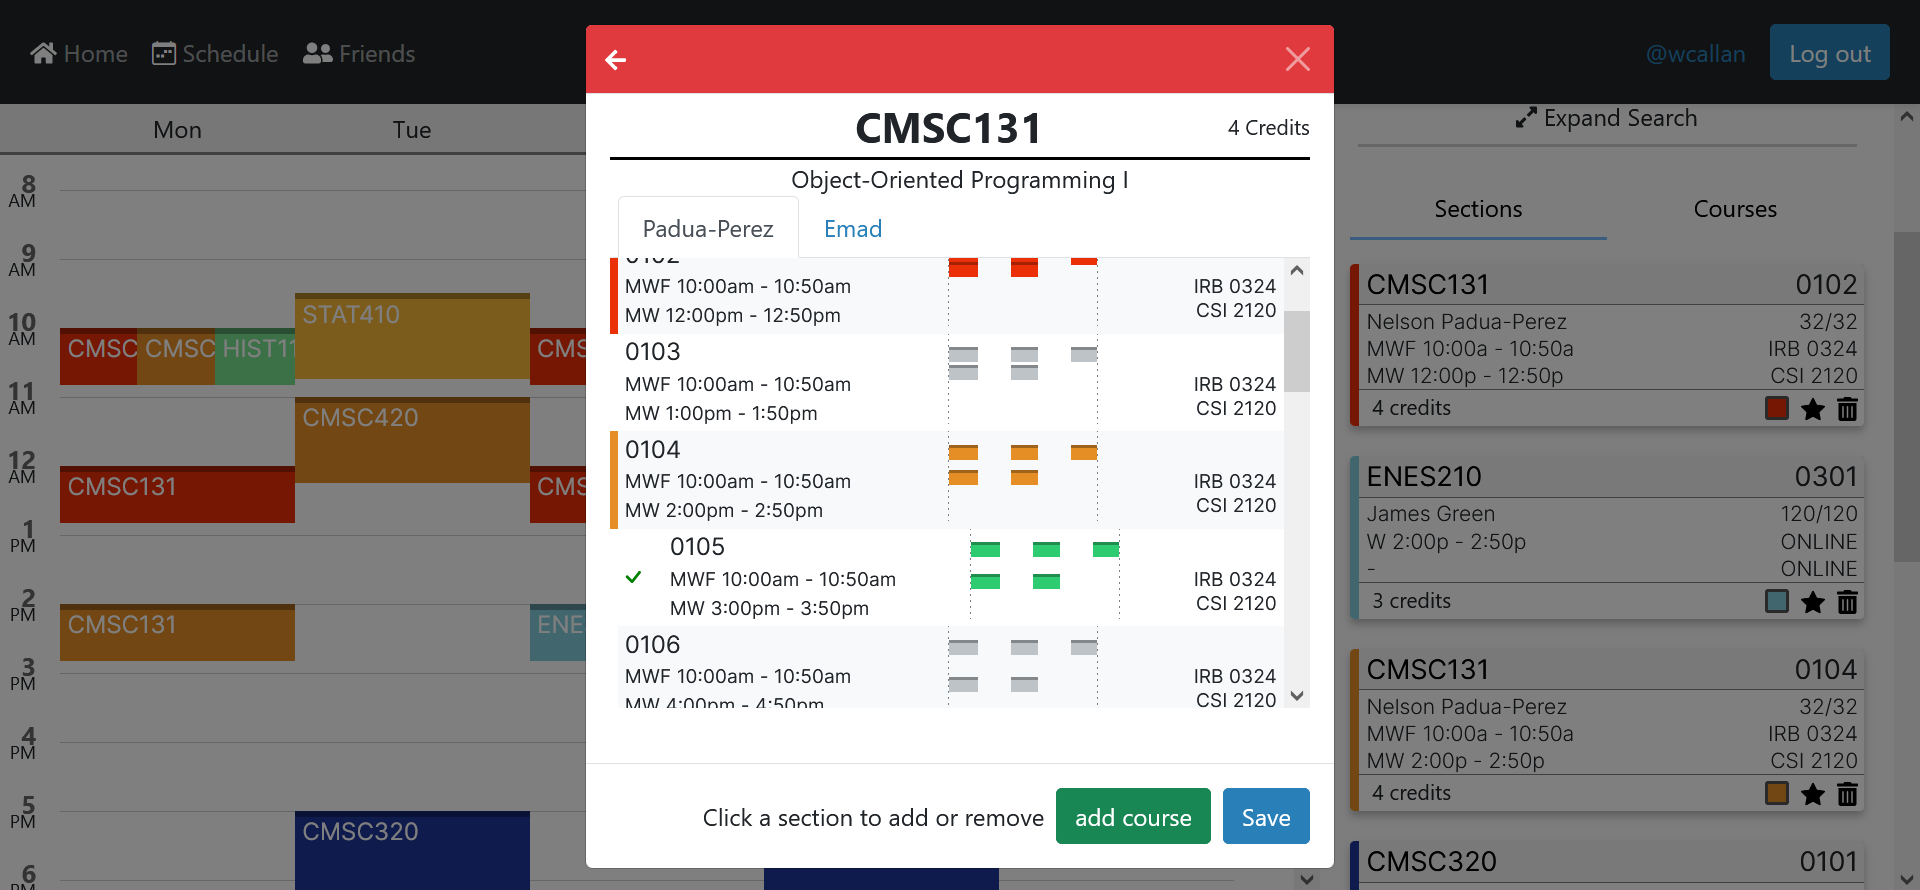 Home Schedule Friends
@wcallan Log out
Mon Tue
8 AM
9 AM
10 AM
11 AM
12 AM
1 PM
2 PM
3 PM
4 PM
5 PM
6 PM
CMSC CMSC HIST11
STAT410
CMS
CMSC420
CMSC131
CMS
CMSC131
ENE
CMSC320
CMSC131
4 Credits
Object-Oriented Programming I
Padua-Perez Emad
0102
MWF 10:00am - 10:50am IRB 0324
MW 12:00pm - 12:50pm CSI 2120
0103
MWF 10:00am - 10:50am IRB 0324
MW 1:00pm - 1:50pm CSI 2120
0104
MWF 10:00am - 10:50am IRB 0324
MW 2:00pm - 2:50pm CSI 2120
0105
MWF 10:00am - 10:50am IRB 0324
MW 3:00pm - 3:50pm CSI 2120
0106
MWF 10:00am - 10:50am IRB 0324
MW 4:00pm - 4:50pm CSI 2120
Click a section to add or remove add course Save
Expand Search
Sections Courses
CMSC131 0102
Nelson Padua-Perez 32/32
MWF 10:00a - 10:50a IRB 0324
MW 12:00p - 12:50p CSI 2120
4 credits
ENES210 0301
James Green 120/120
W 2:00p - 2:50p ONLINE
- ONLINE
3 credits
CMSC131 0104
Nelson Padua-Perez 32/32
MWF 10:00a - 10:50a IRB 0324
MW 2:00p - 2:50p CSI 2120
4 credits
CMSC320 0101